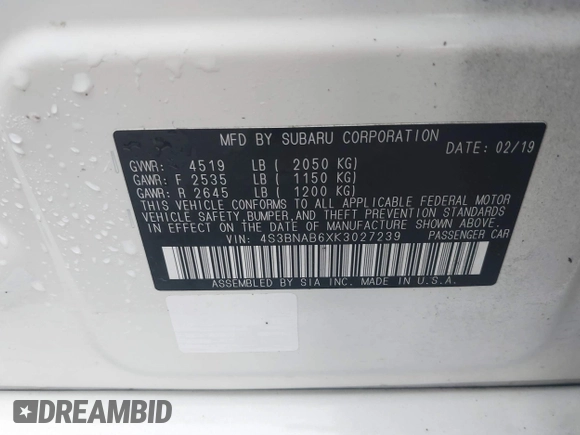 MFD BY SUBARU CORPORATION
DATE: 02/19
GVWR: 4519 LB ( 2050 KG)
GAWR: F 2535 LB ( 1150 KG)
GAWR: R 2645 LB ( 1200 KG)
THIS VEHICLE CONFORMS TO ALL APPLICABLE FEDERAL MOTOR
VEHICLE SAFETY,BUMPER,AND THEFT PREVENTION STANDARDS
IN EFFECT ON THE DATE OF MANUFACTURE SHOWN ABOVE.
VIN: 4S3BNAB6XK3027239 PASSENGER CAR
ASSEMBLED BY SIA INC. MADE IN U.S.A.
DREAMBID